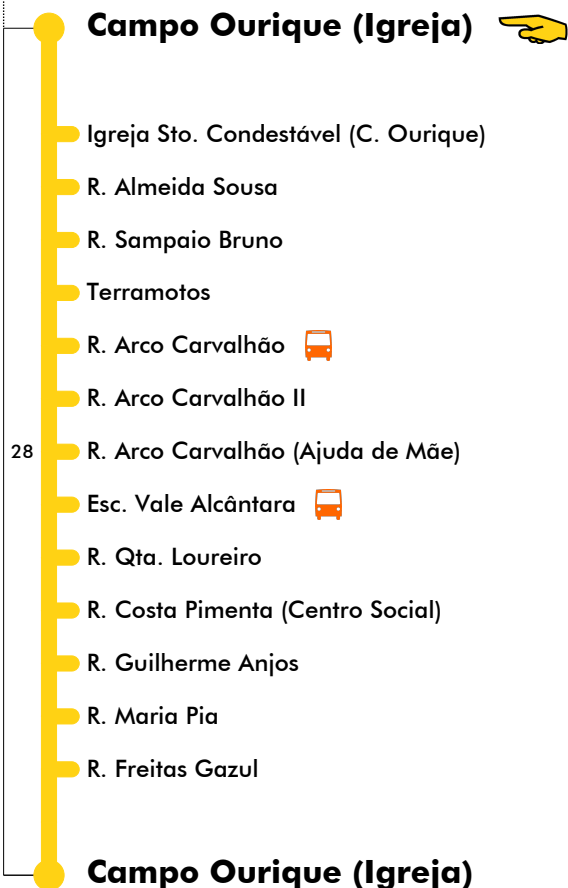 Campo Ourique (Igreja)
Igreja Sto. Condestável (C. Ourique)
R. Almeida Sousa
R. Sampaio Bruno
Terramotos
R. Arco Carvalhão
R. Arco Carvalhão II
28
R. Arco Carvalhão (Ajuda de Mãe)
Esc. Vale Alcântara
R. Qta. Loureiro
R. Costa Pimenta (Centro Social)
R. Guilherme Anjos
R. Maria Pia
R. Freitas Gazul
Campo Ourique (Igreja)